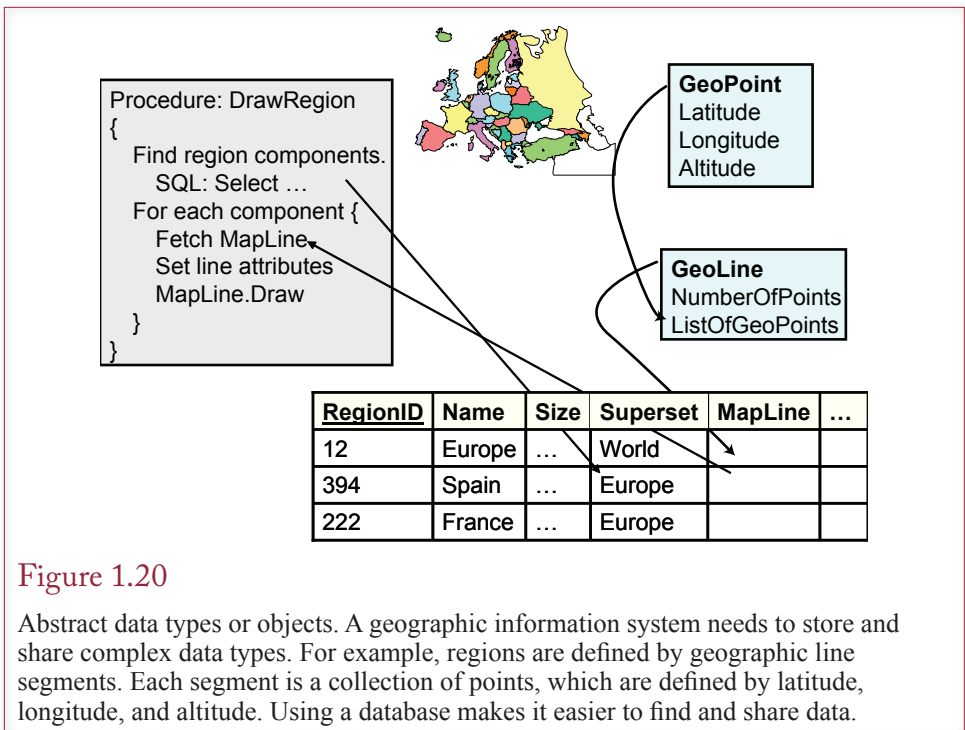 Procedure: DrawRegion
{
Find region components.
SQL: Select …
For each component {
Fetch MapLine
Set line attributes
MapLine.Draw
}
}
GeoPoint
Latitude
Longitude
Altitude
GeoLine
NumberOfPoints
ListOfGeoPoints
RegionID Name Size Superset MapLine …
12 Europe … World
394 Spain … Europe
222 France … Europe
Figure 1.20
Abstract data types or objects. A geographic information system needs to store and
share complex data types. For example, regions are defined by geographic line
segments. Each segment is a collection of points, which are defined by latitude,
longitude, and altitude. Using a database makes it easier to find and share data.